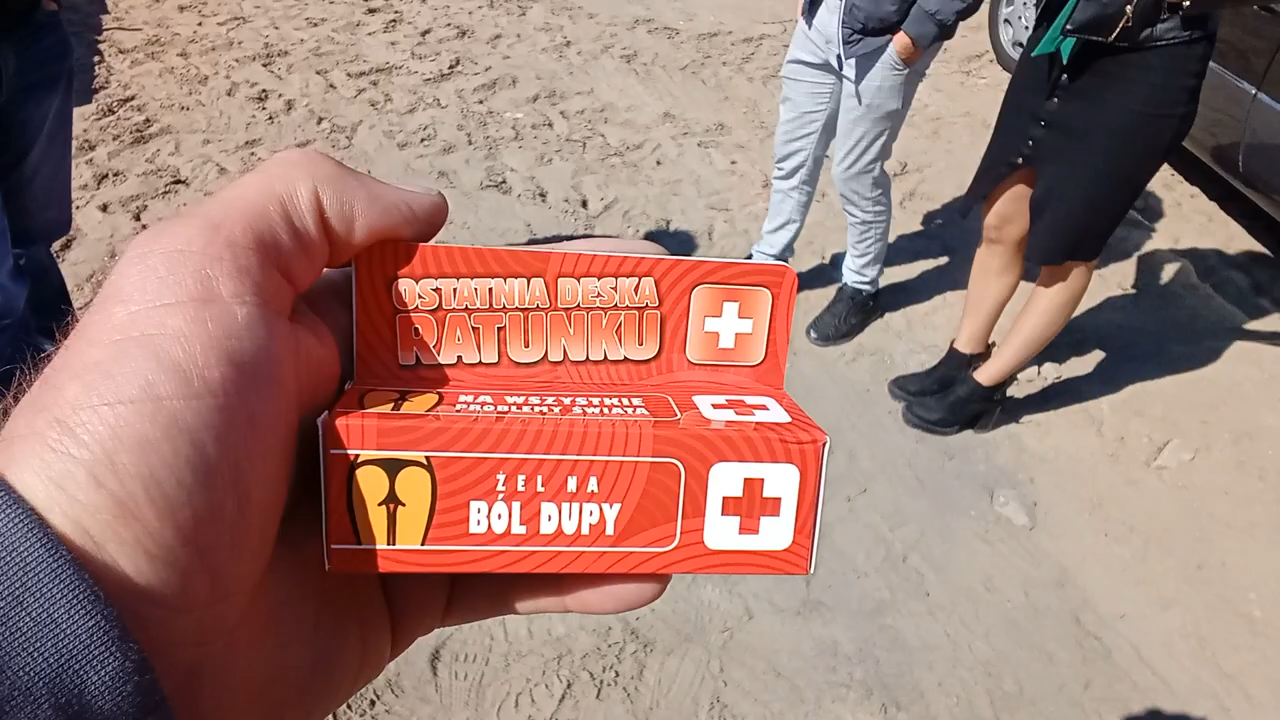 OSTATNIA DESKA
RATUNKU
NA WSZYSTKIE
PROBLEMY ŚWIATA
ŻEL NA
BÓL DUPY